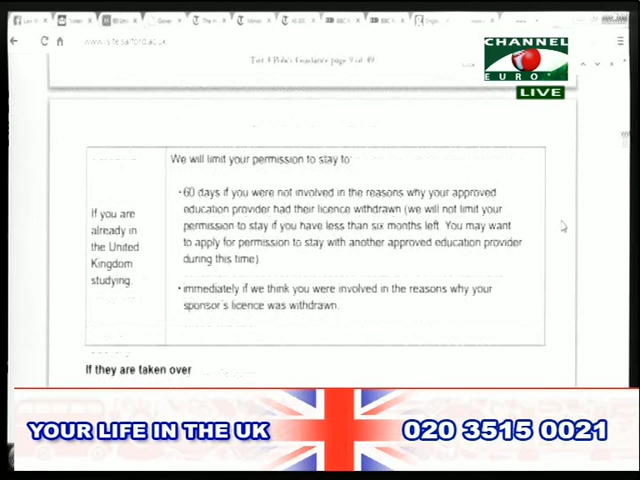 www.isite.salford.ac.uk
CHANNEL
EURO
LIVE
Tier 4 Policy Guidance page 9 of 49
We will limit your permission to stay to:
If you are
already in
the United
Kingdom
studying.
• 60 days if you were not involved in the reasons why your approved
education provider had their licence withdrawn (we will not limit your
permission to stay if you have less than six months left. You may want
to apply for permission to stay with another approved education provider
during this time).
• immediately if we think you were involved in the reasons why your
sponsor's licence was withdrawn.
If they are taken over
YOUR LIFE IN THE UK
020 3515 0021